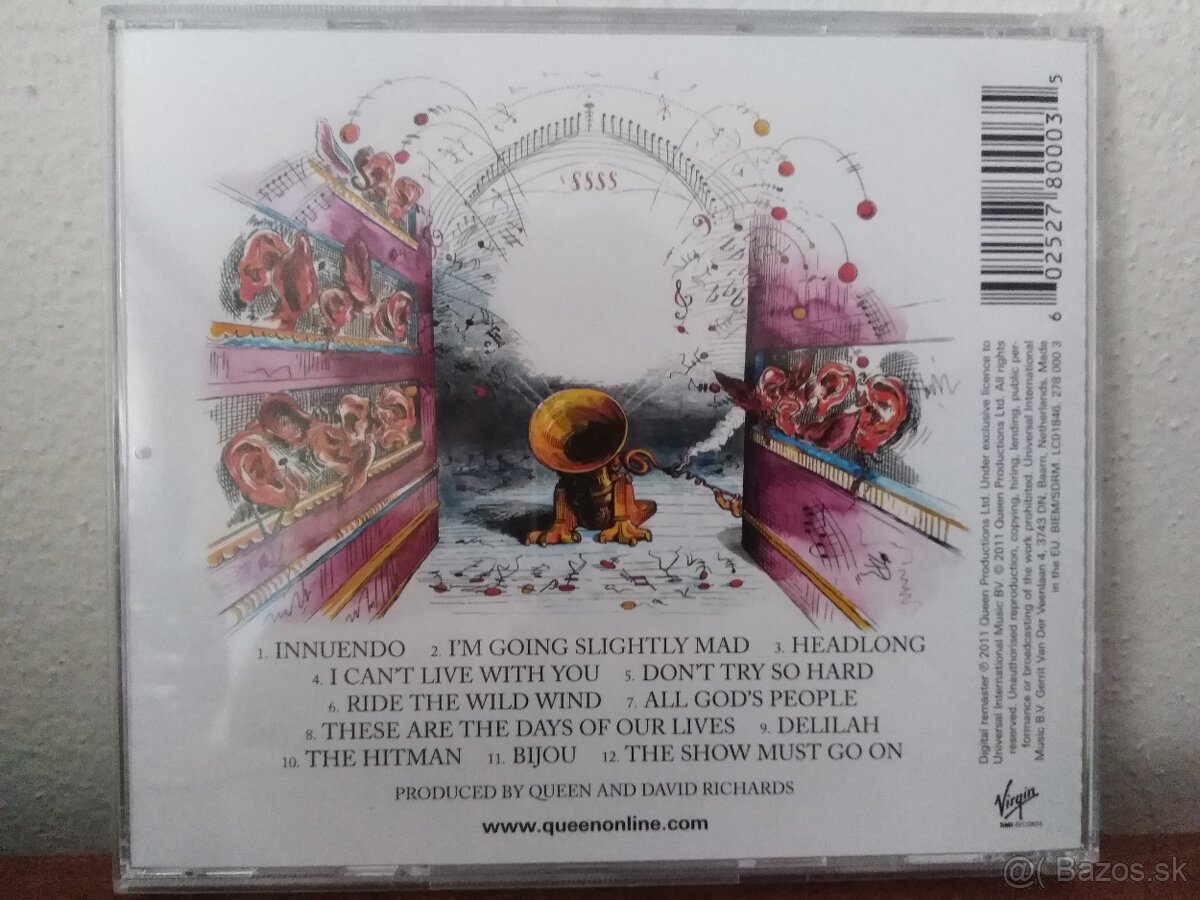 1. INNUENDO 2. I'M GOING SLIGHTLY MAD 3. HEADLONG
4. I CAN'T LIVE WITH YOU 5. DON'T TRY SO HARD
6. RIDE THE WILD WIND 7. ALL GOD'S PEOPLE
8. THESE ARE THE DAYS OF OUR LIVES 9. DELILAH
10. THE HITMAN 11. BIJOU 12. THE SHOW MUST GO ON
PRODUCED BY QUEEN AND DAVID RICHARDS
www.queenonline.com
6 02527 80003 5
Digital remaster ℗ 2011 Queen Productions Ltd. Under exclusive licence to
Universal International Music BV. © 2011 Queen Productions Ltd. All rights
reserved. Unauthorised reproduction, copying, hiring, lending, public per-
formance or broadcasting of the work prohibited. Universal International
Music B.V. Gerrit Van Der Veenlaan 4, 3743 DN, Baarn, Netherlands. Made
in the EU. BIEM/SDRM. LC01846. 278 000 3
Virgin
EMI RECORDS
@( Bazos.sk